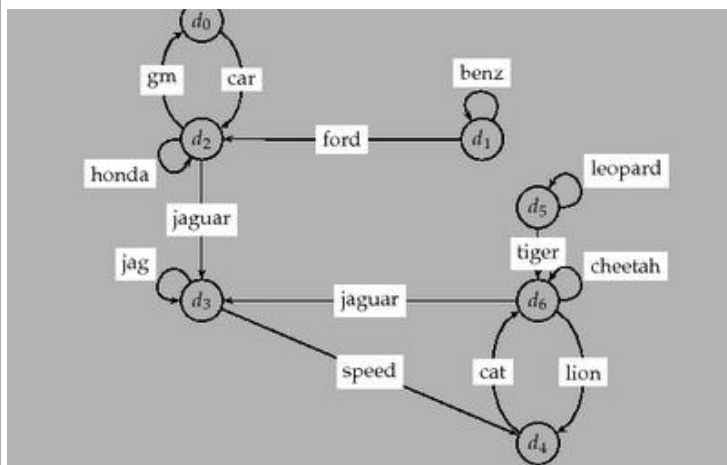 d0
gm
car
benz
d2
ford
d1
honda
leopard
d5
jaguar
tiger
jag
cheetah
d3
jaguar
d6
speed
cat
lion
d4